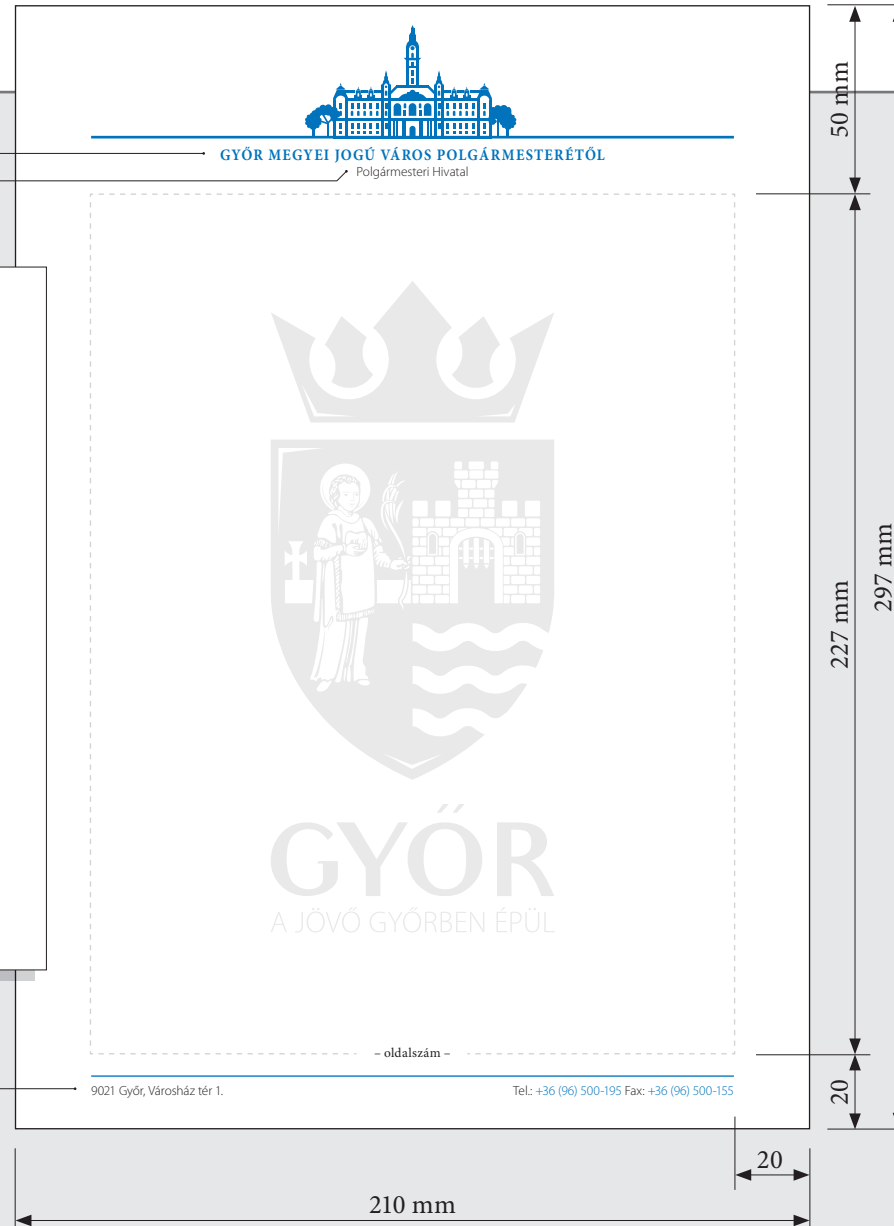 GYŐR MEGYEI JOGÚ VÁROS POLGÁRMESTERÉTŐL
Polgármesteri Hivatal
50 mm
227 mm
297 mm
GYŐR
A JÖVŐ GYŐRBEN ÉPÜL
– oldalszám –
9021 Győr, Városház tér 1.
Tel.: +36 (96) 500-195 Fax: +36 (96) 500-155
20
20
210 mm